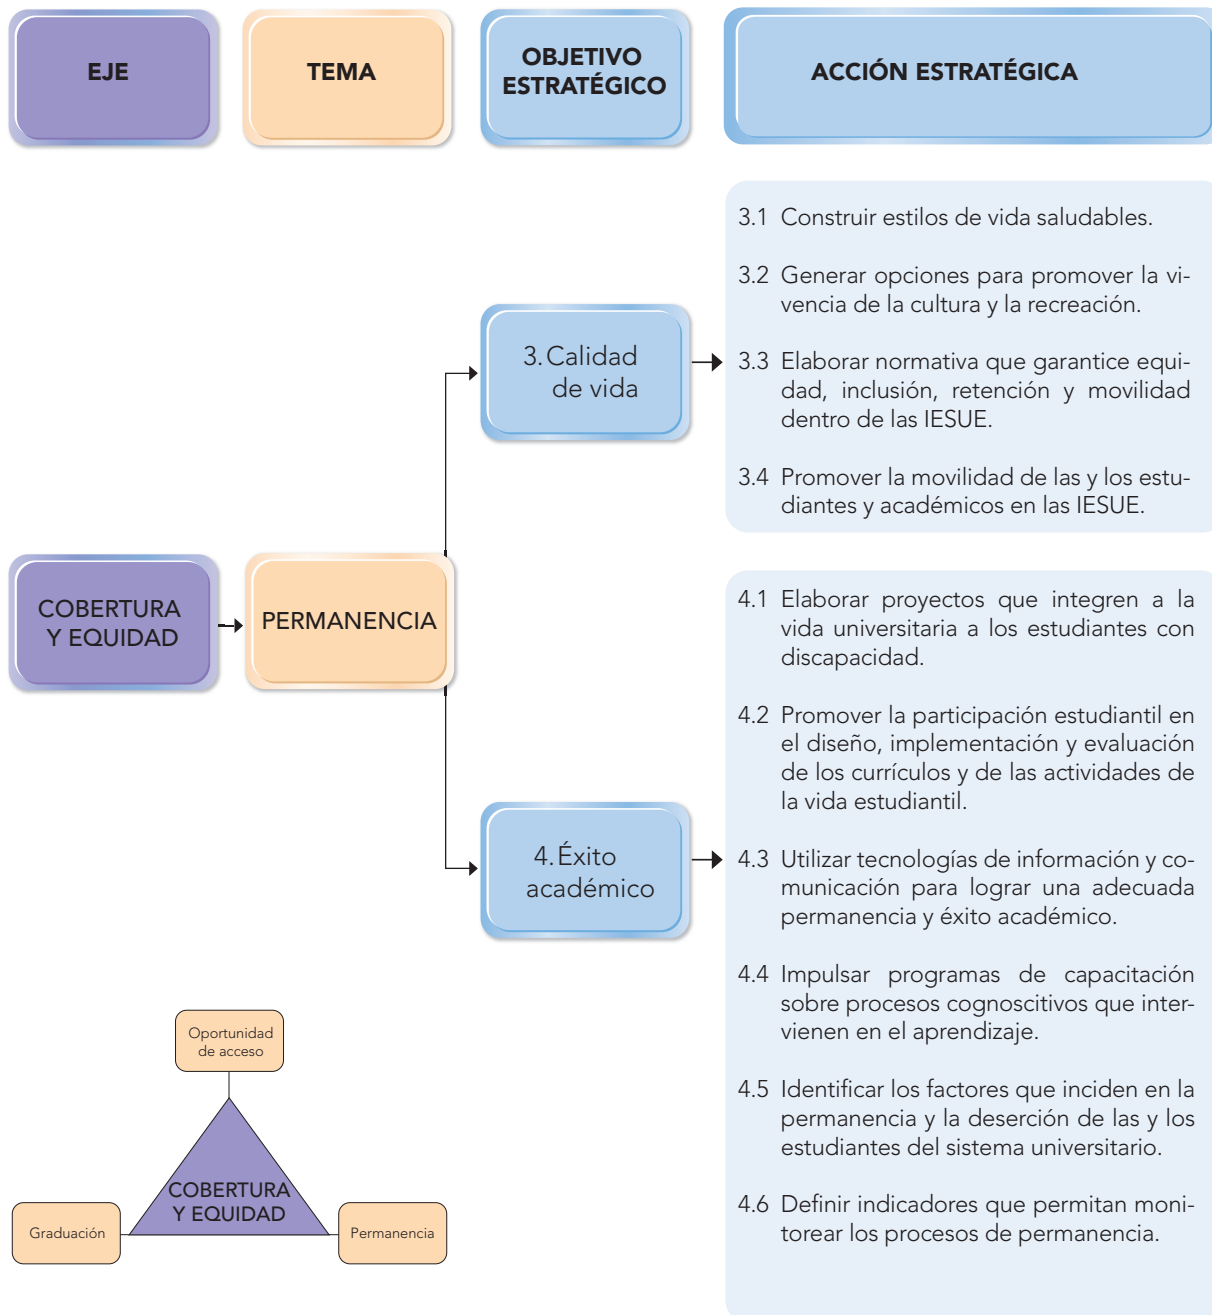 EJE
TEMA
OBJETIVO
ESTRATÉGICO
ACCIÓN ESTRATÉGICA
COBERTURA
Y EQUIDAD
PERMANENCIA
3. Calidad
de vida
3.1 Construir estilos de vida saludables.
3.2 Generar opciones para promover la vi-
vencia de la cultura y la recreación.
3.3 Elaborar normativa que garantice equi-
dad, inclusión, retención y movilidad
dentro de las IESUE.
3.4 Promover la movilidad de las y los estu-
diantes y académicos en las IESUE.
4. Éxito
académico
4.1 Elaborar proyectos que integren a la
vida universitaria a los estudiantes con
discapacidad.
4.2 Promover la participación estudiantil en
el diseño, implementación y evaluación
de los currículos y de las actividades de
la vida estudiantil.
4.3 Utilizar tecnologías de información y co-
municación para lograr una adecuada
permanencia y éxito académico.
4.4 Impulsar programas de capacitación
sobre procesos cognoscitivos que inter-
vienen en el aprendizaje.
4.5 Identificar los factores que inciden en la
permanencia y la deserción de las y los
estudiantes del sistema universitario.
4.6 Definir indicadores que permitan moni-
torear los procesos de permanencia.
Oportunidad
de acceso
COBERTURA
Y EQUIDAD
Graduación
Permanencia